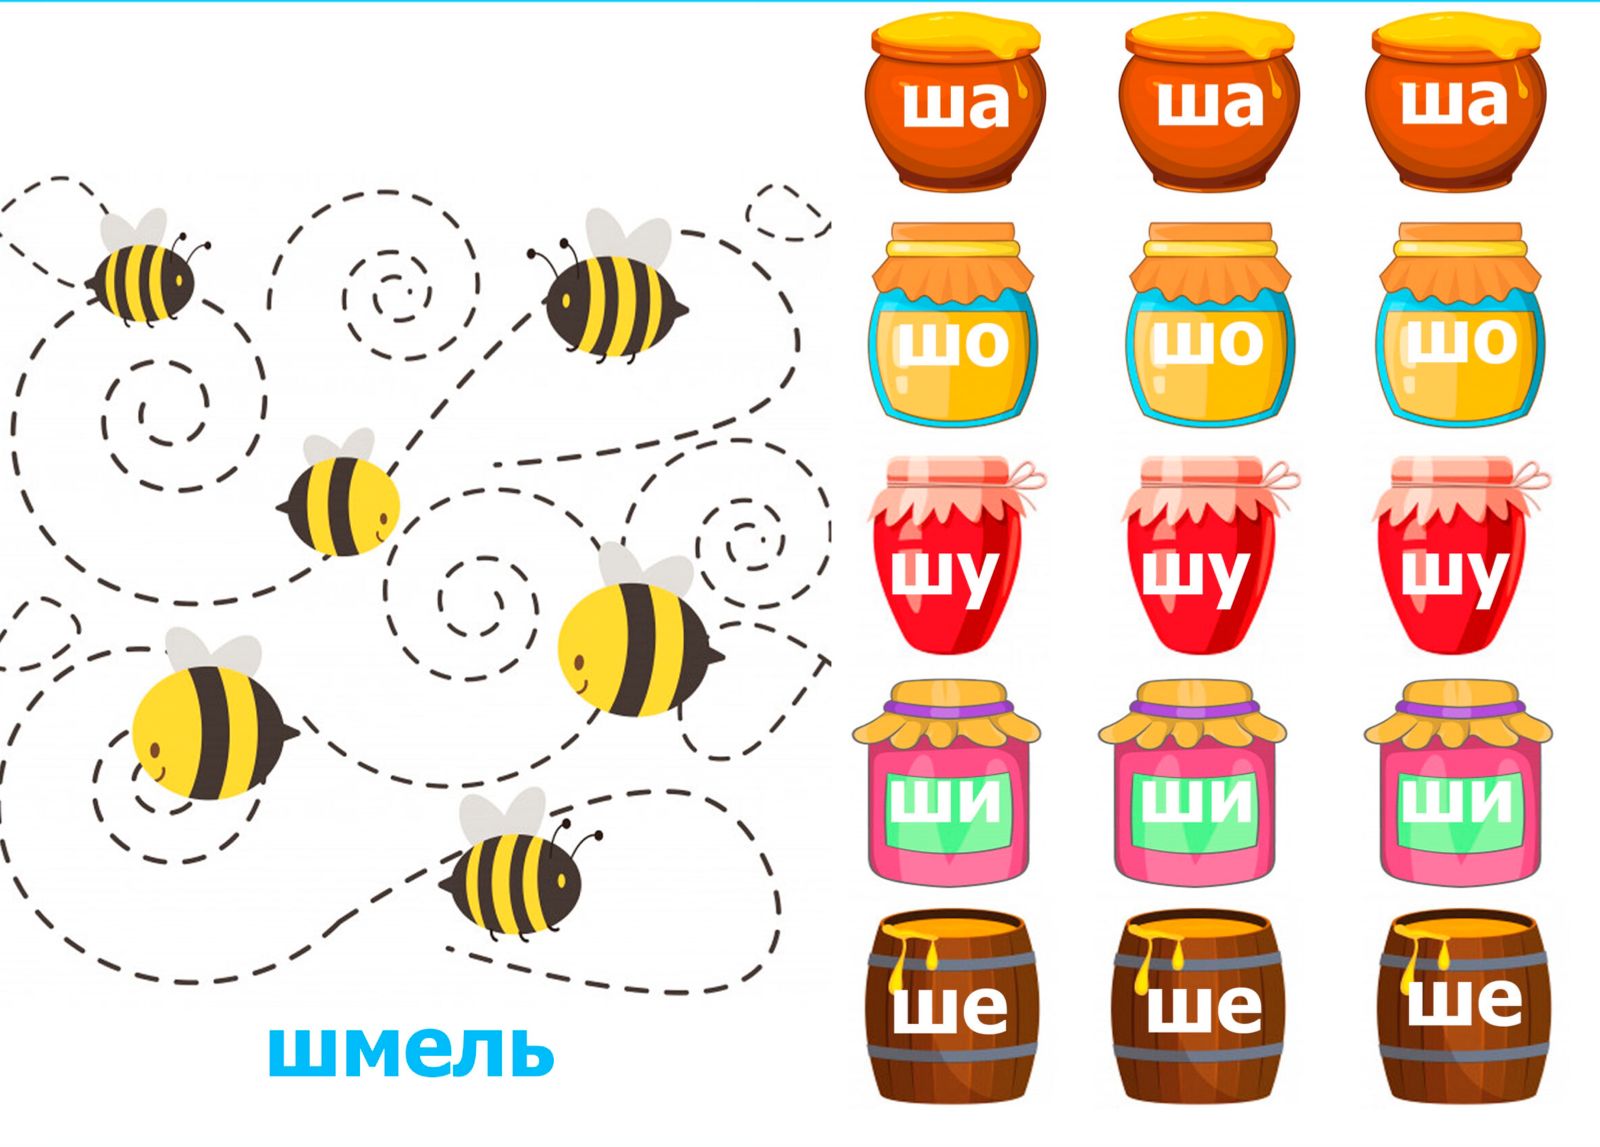 ша ша ша
шо шо шо
шу шу шу
ши ши ши
ше ше ше
шмель